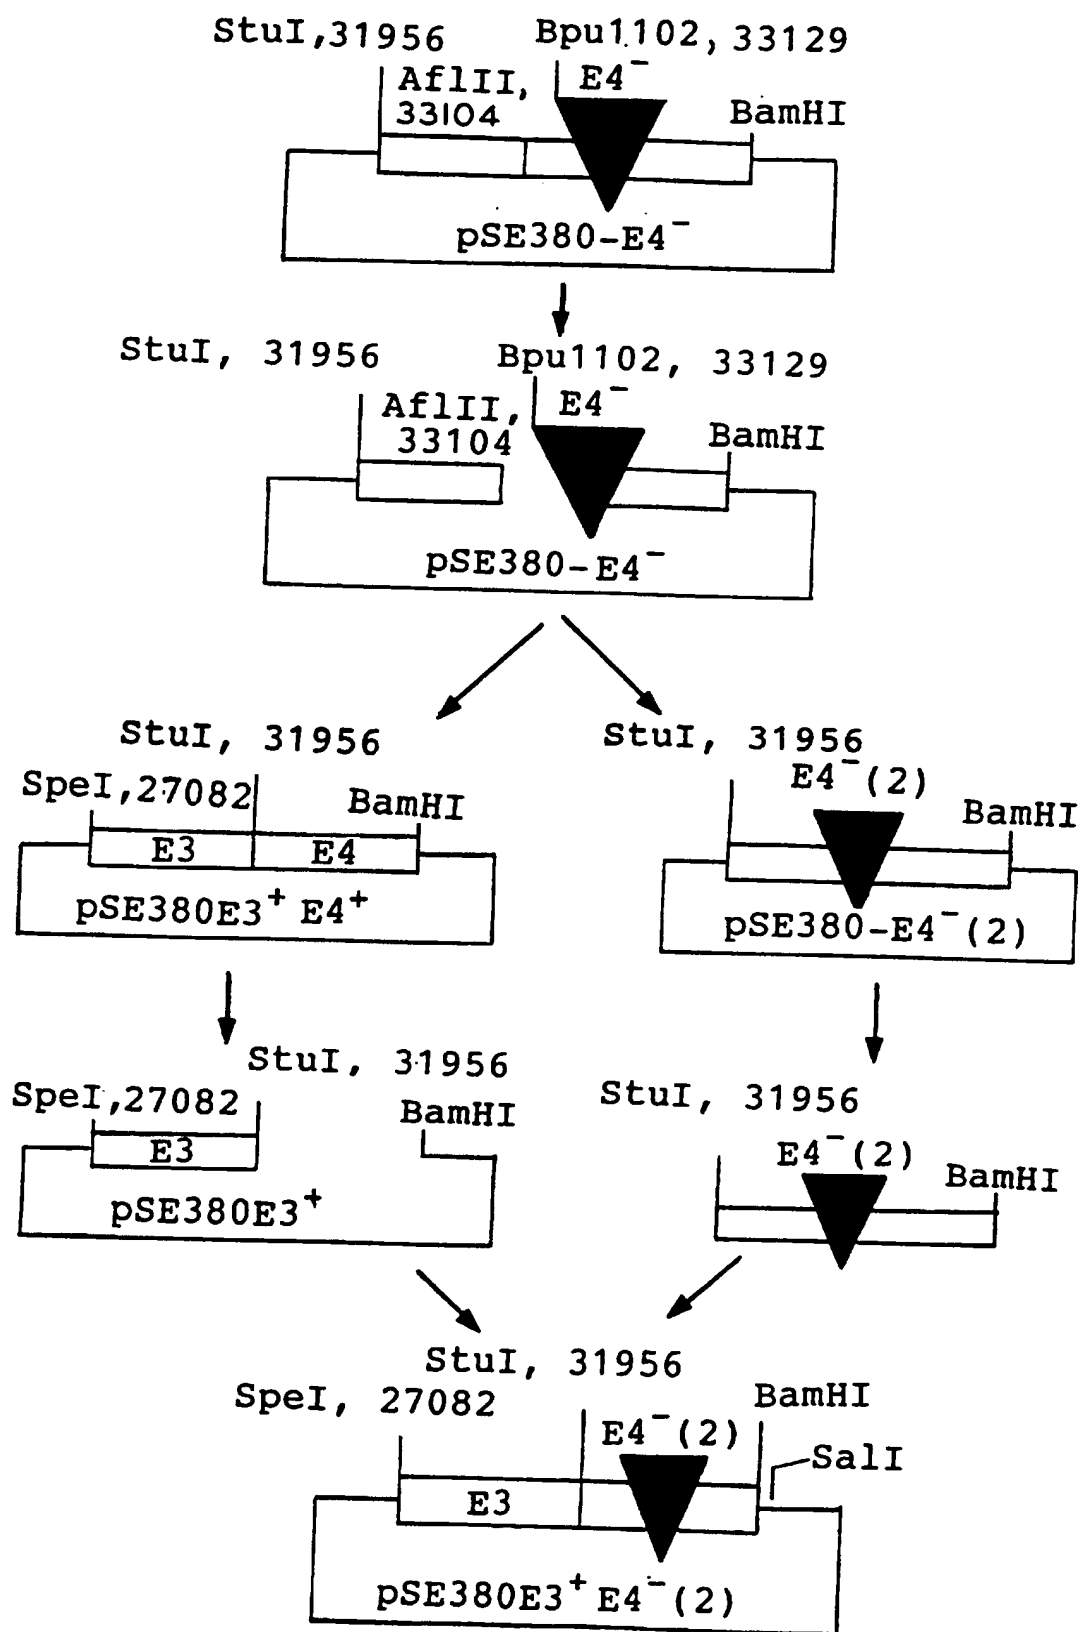 StuI,31956 Bpu1102, 33129
AflII, E4⁻
33104 BamHI
pSE380-E4⁻
StuI, 31956 Bpu1102, 33129
AflII, E4⁻
33104 BamHI
pSE380-E4⁻
StuI, 31956
SpeI,27082 BamHI
E3 E4
pSE380E3⁺ E4⁺
StuI, 31956
E4⁻(2)
BamHI
pSE380-E4⁻(2)
StuI, 31956
SpeI,27082
BamHI
E3
pSE380E3⁺
StuI, 31956
E4⁻(2)
BamHI
StuI, 31956
SpeI, 27082 BamHI
E4⁻(2)
SalI
E3
pSE380E3⁺E4⁻(2)